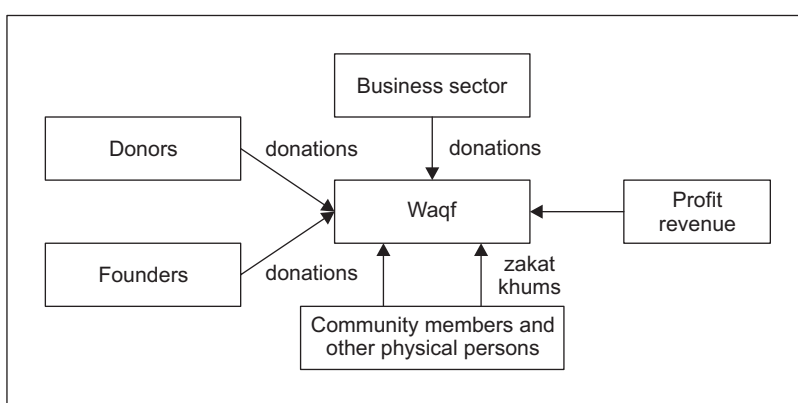 Business sector
Donors
donations
donations
Waqf
Profit
revenue
Founders
donations
zakat
khums
Community members and
other physical persons